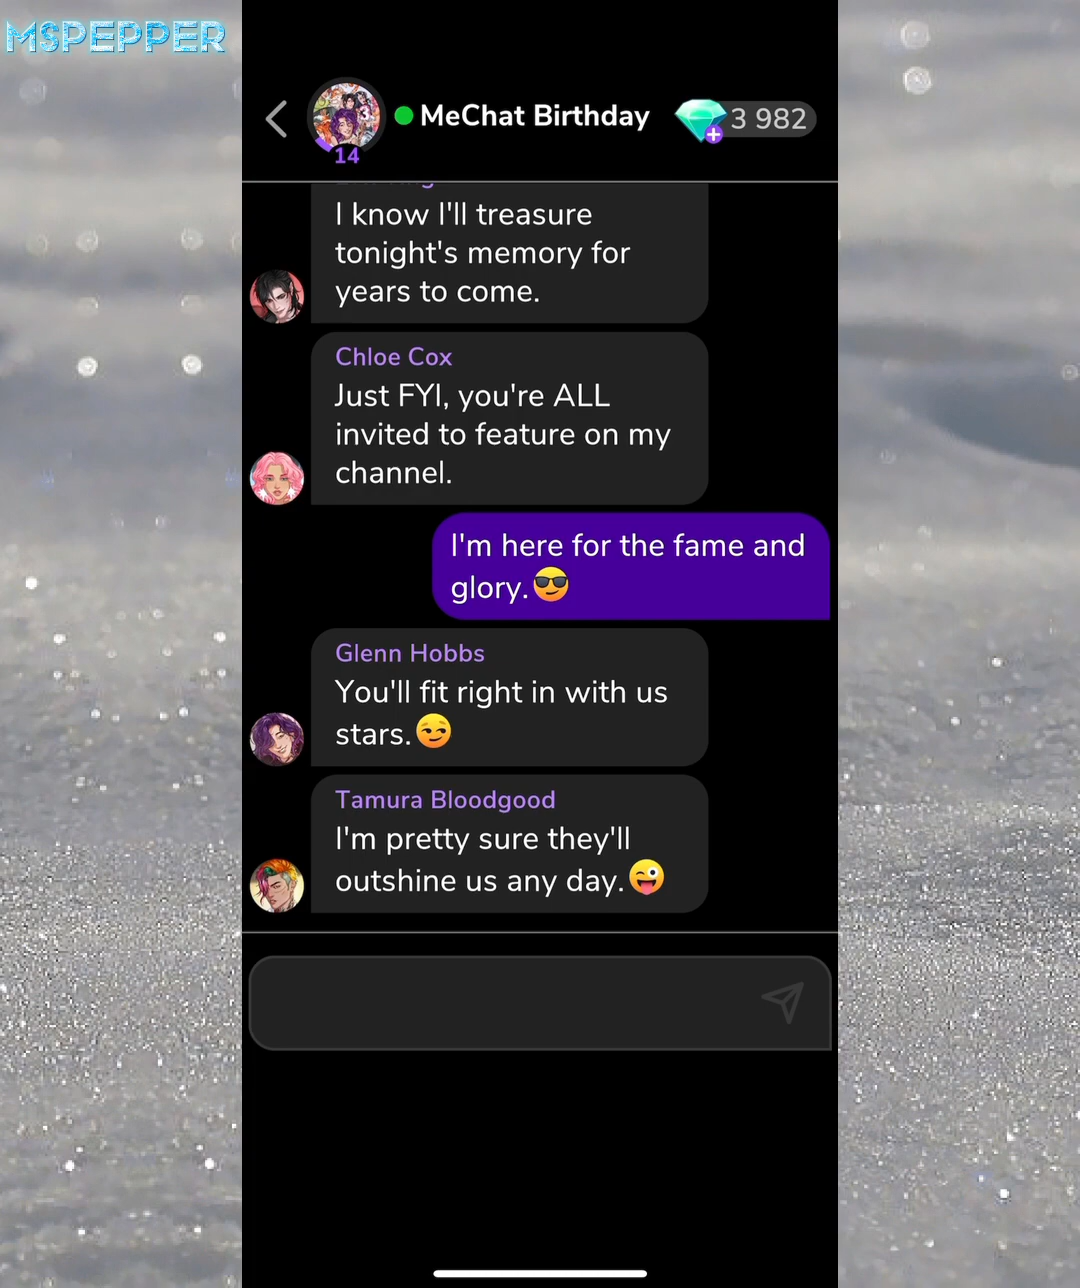 MSPEPPER
MeChat Birthday
3 982
14
I know I'll treasure
tonight's memory for
years to come.
Chloe Cox
Just FYI, you're ALL
invited to feature on my
channel.
I'm here for the fame and
glory.😎
Glenn Hobbs
You'll fit right in with us
stars.😏
Tamura Bloodgood
I'm pretty sure they'll
outshine us any day.😜